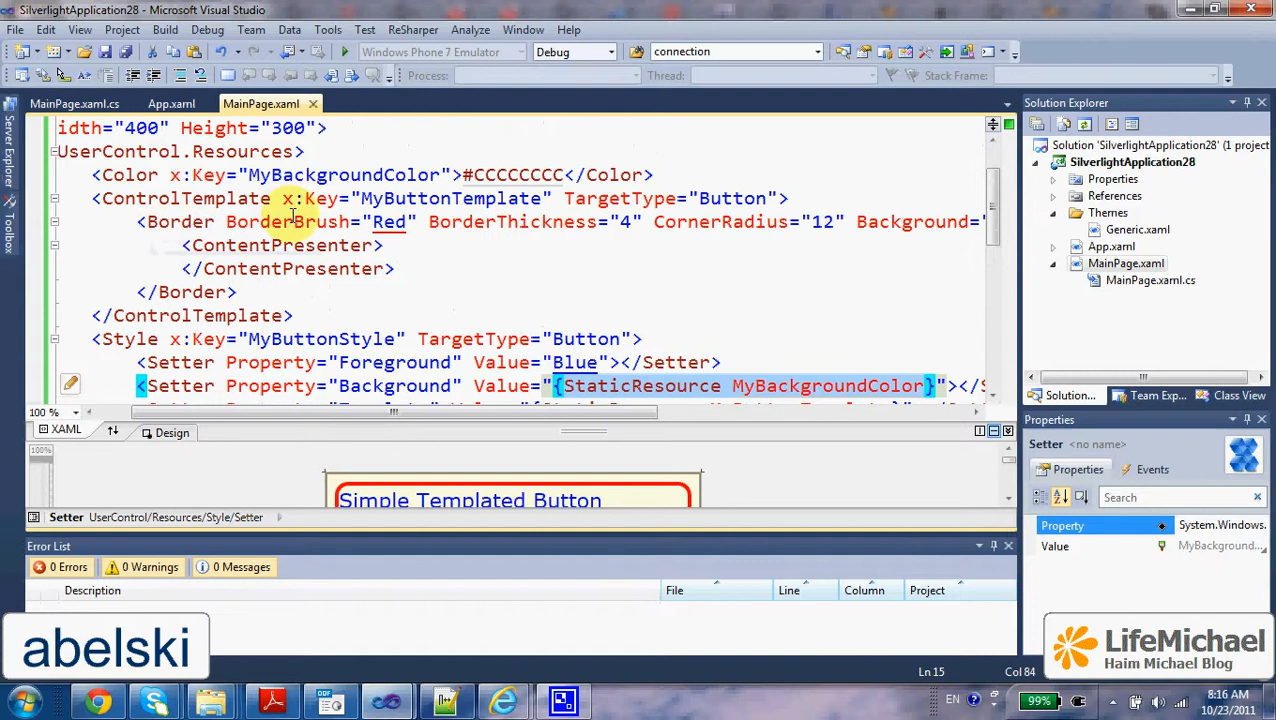 SilverlightApplication28 - Microsoft Visual Studio
File Edit View Project Build Debug Team Data Tools Test ReSharper Analyze Window Help
Windows Phone 7 Emulator Debug connection
Process: Thread: Stack Frame:
MainPage.xaml.cs App.xaml MainPage.xaml
Server Explorer
Toolbox
idth="400" Height="300">
UserControl.Resources>
<Color x:Key="MyBackgroundColor">#CCCCCCCC</Color>
<ControlTemplate x:Key="MyButtonTemplate" TargetType="Button">
<Border BorderBrush="Red" BorderThickness="4" CornerRadius="12" Background="
<ContentPresenter>
</ContentPresenter>
</Border>
</ControlTemplate>
<Style x:Key="MyButtonStyle" TargetType="Button">
<Setter Property="Foreground" Value="Blue"></Setter>
<Setter Property="Background" Value="{StaticResource MyBackgroundColor}"></S
100 %
XAML Design
100%
Simple Templated Button
Setter UserControl/Resources/Style/Setter
Error List
0 Errors 0 Warnings 0 Messages
Description File Line Column Project
Solution Explorer
Solution 'SilverlightApplication28' (1 project
SilverlightApplication28
Properties
References
Themes
Generic.xaml
App.xaml
MainPage.xaml
MainPage.xaml.cs
Solution... Team Exp... Class View
Properties
Setter <no name>
Properties Events
Search
Property System.Windows.
Value MyBackground...
abelski
LifeMichael
Haim Michael Blog
Ln 15 Col 84
EN 99% 8:16 AM
10/23/2011